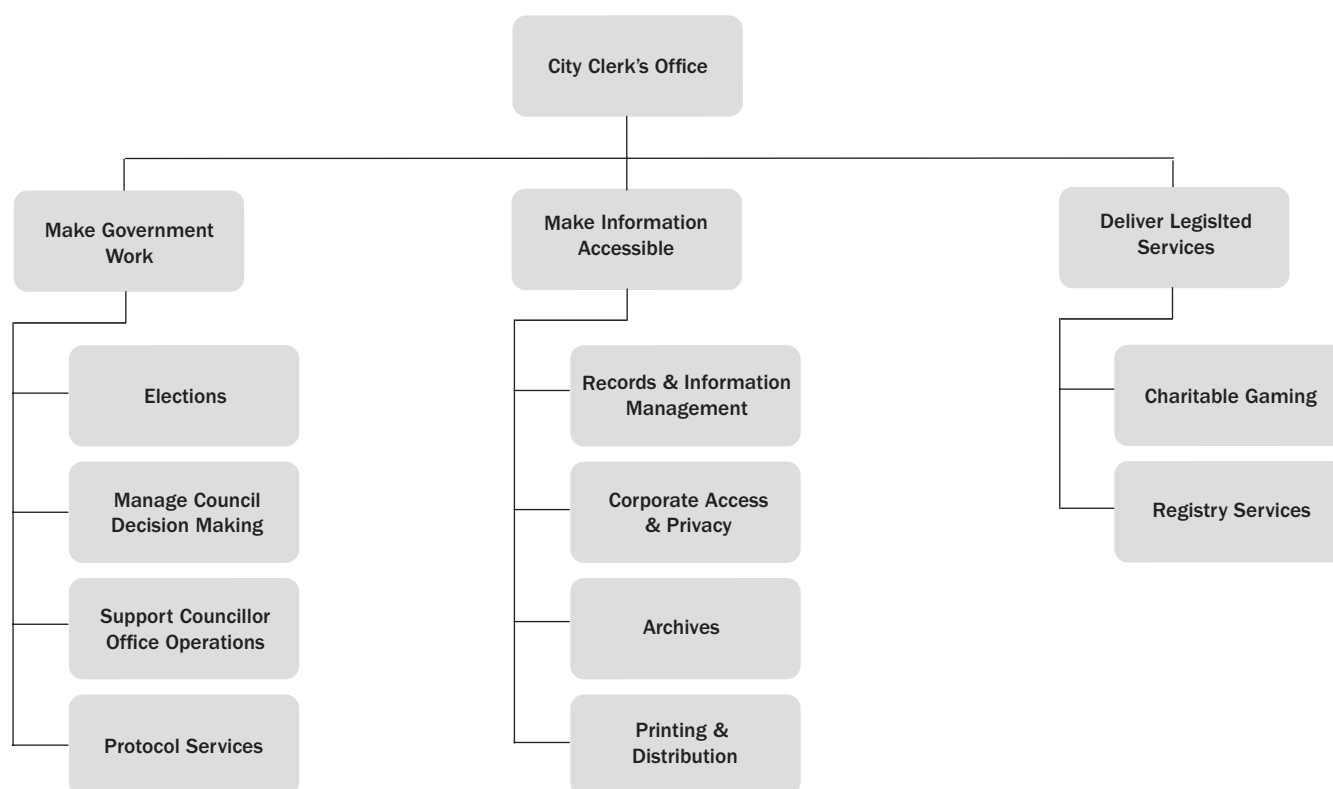 City Clerk's Office
Make Government
Work
Elections
Manage Council
Decision Making
Support Councillor
Office Operations
Protocol Services
Make Information
Accessible
Records & Information
Management
Corporate Access
& Privacy
Archives
Printing &
Distribution
Deliver Legislted
Services
Charitable Gaming
Registry Services